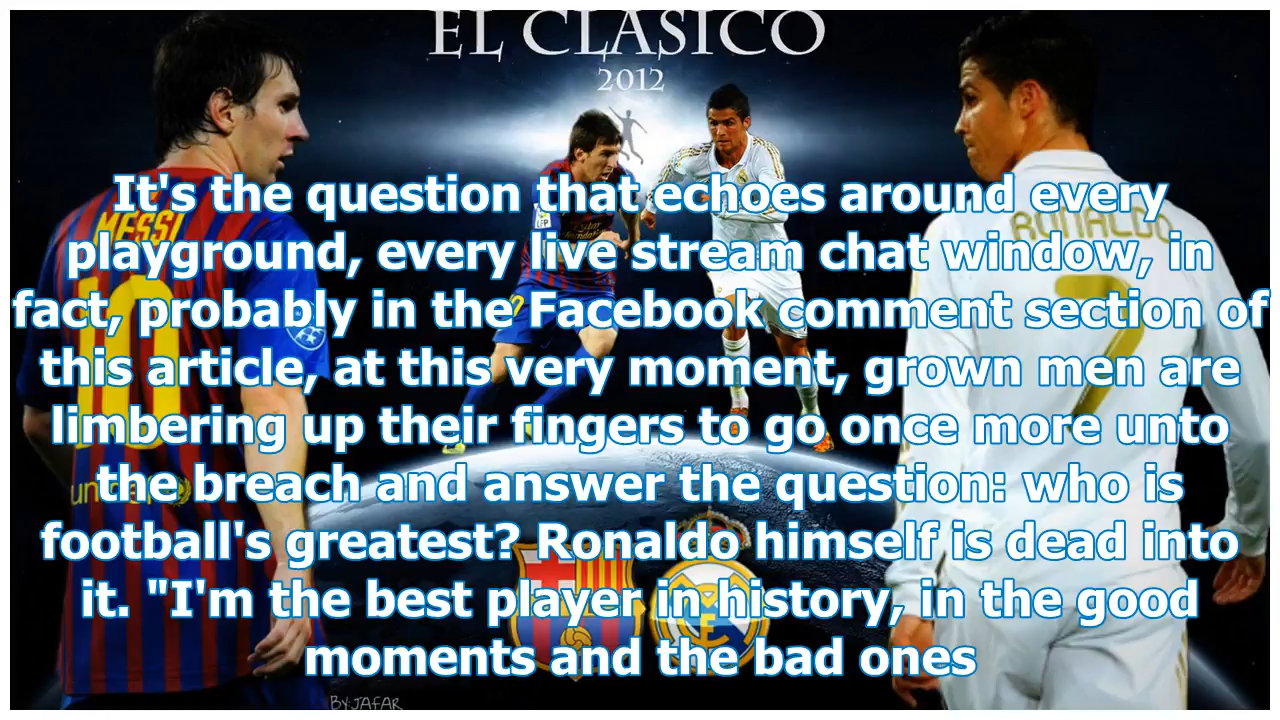 EL CLASICO
2012
It's the question that echoes around every
playground, every live stream chat window, in
fact, probably in the Facebook comment section of
this article, at this very moment, grown men are
limbering up their fingers to go once more unto
the breach and answer the question: who is
football's greatest? Ronaldo himself is dead into
it. "I'm the best player in history, in the good
moments and the bad ones
MESSI
10
RONALDO
7
LFP
BY:JAFAR